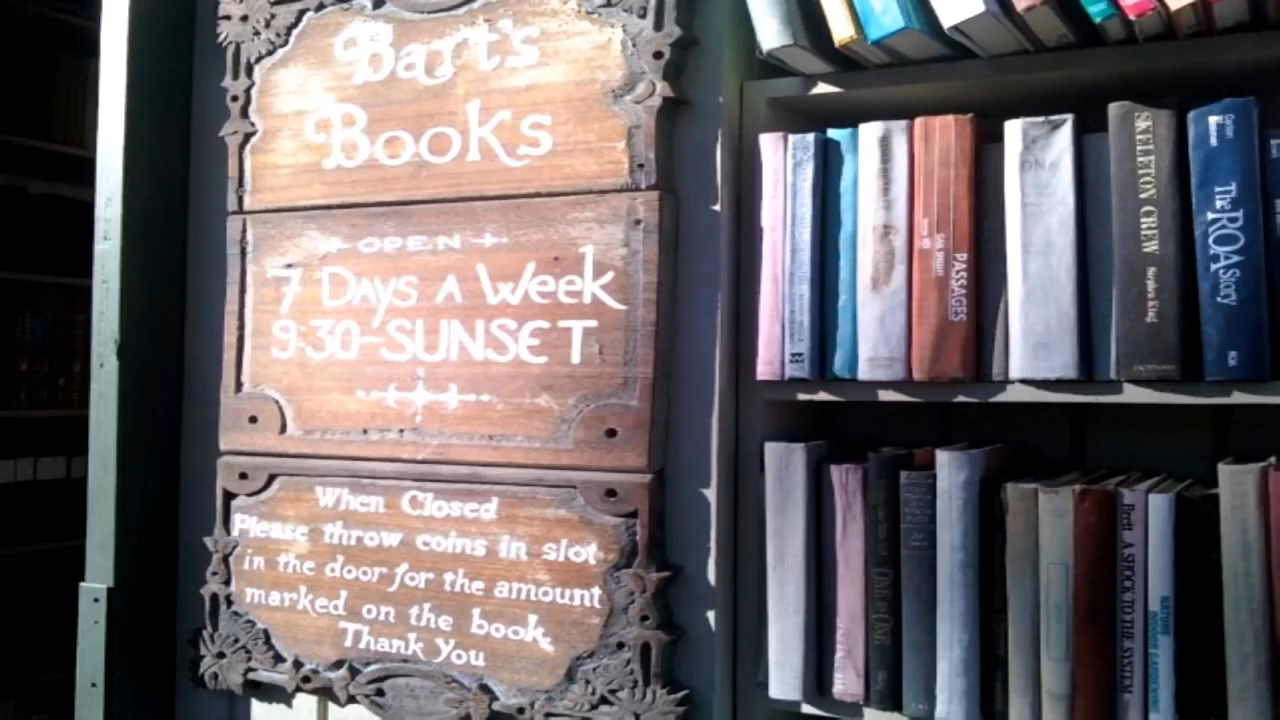 Bart's
Books
OPEN
7 DAYS A Week
9:30-SUNSET
When Closed
Please throw coins in slot
in the door for the amount
marked on the book
Thank You
PASSAGES
SKELETON CREW
Stephen King
The ROA Story
Brett A SHOCK TO THE SYSTEM